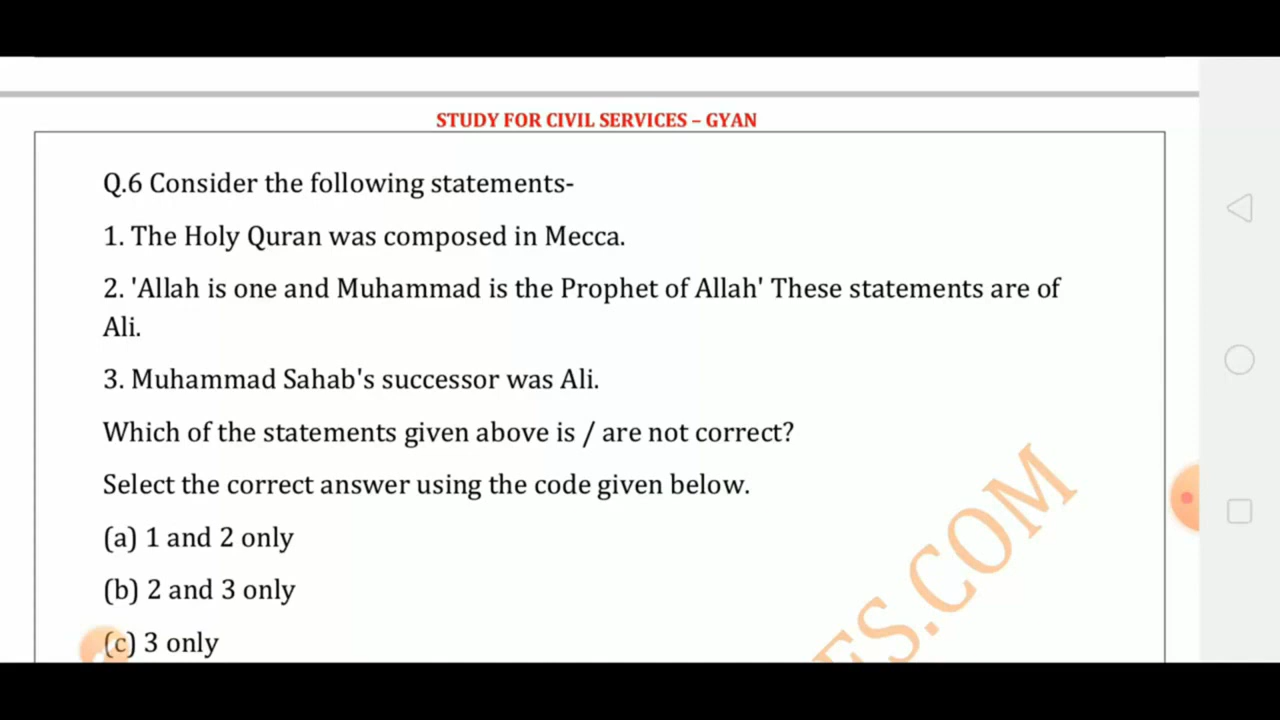 STUDY FOR CIVIL SERVICES – GYAN
Q.6 Consider the following statements-
1. The Holy Quran was composed in Mecca.
2. 'Allah is one and Muhammad is the Prophet of Allah' These statements are of
Ali.
3. Muhammad Sahab's successor was Ali.
Which of the statements given above is / are not correct?
Select the correct answer using the code given below.
(a) 1 and 2 only
(b) 2 and 3 only
(c) 3 only
ES.COM